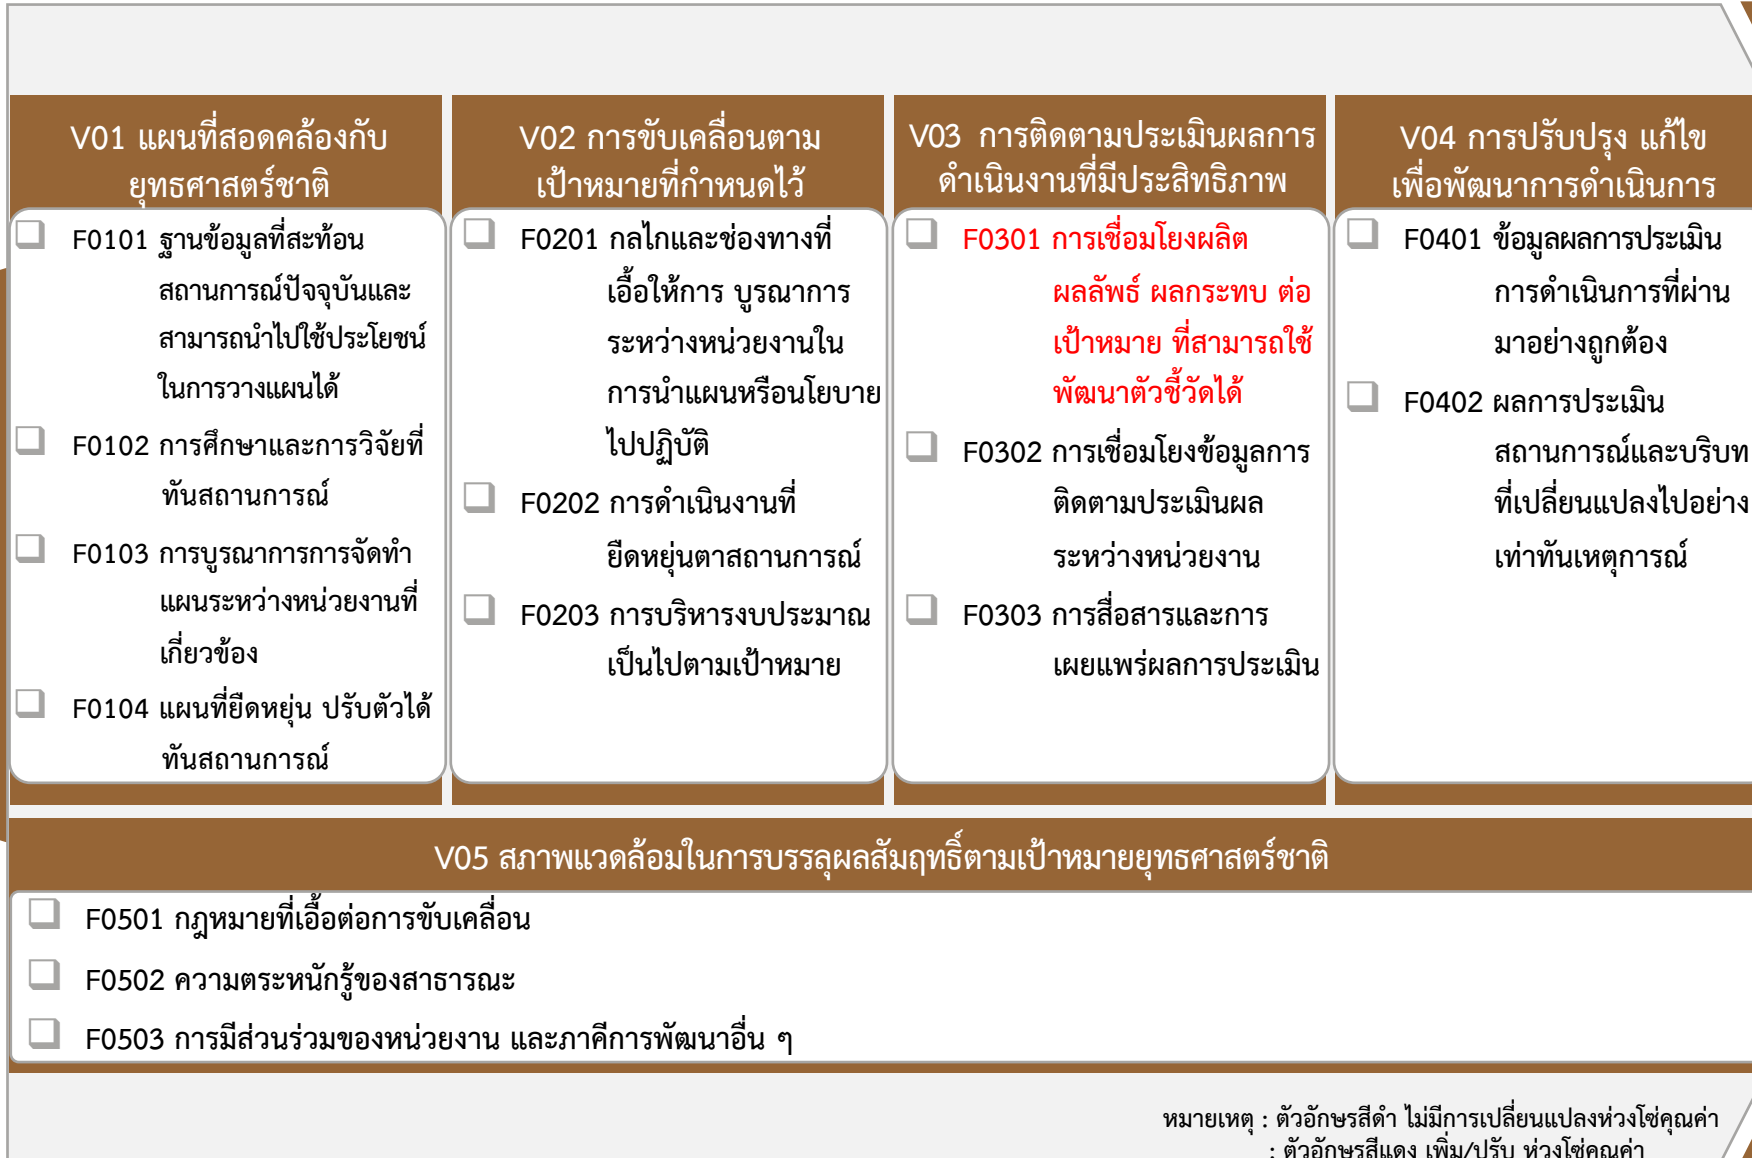 V01 แผนที่สอดคล้องกับ
ยุทธศาสตร์ชาติ
F0101 ฐานข้อมูลที่สะท้อน
สถานการณ์ปัจจุบันและ
สามารถนำไปใช้ประโยชน์
ในการวางแผนได้
F0102 การศึกษาและการวิจัยที่
ทันสถานการณ์
F0103 การบูรณาการการจัดทำ
แผนระหว่างหน่วยงานที่
เกี่ยวข้อง
F0104 แผนที่ยืดหยุ่น ปรับตัวได้
ทันสถานการณ์
V02 การขับเคลื่อนตาม
เป้าหมายที่กำหนดไว้
F0201 กลไกและช่องทางที่
เอื้อให้การ บูรณาการ
ระหว่างหน่วยงานใน
การนำแผนหรือนโยบาย
ไปปฏิบัติ
F0202 การดำเนินงานที่
ยืดหยุ่นตาสถานการณ์
F0203 การบริหารงบประมาณ
เป็นไปตามเป้าหมาย
V03 การติดตามประเมินผลการ
ดำเนินงานที่มีประสิทธิภาพ
F0301 การเชื่อมโยงผลิต
ผลลัพธ์ ผลกระทบ ต่อ
เป้าหมาย ที่สามารถใช้
พัฒนาตัวชี้วัดได้
F0302 การเชื่อมโยงข้อมูลการ
ติดตามประเมินผล
ระหว่างหน่วยงาน
F0303 การสื่อสารและการ
เผยแพร่ผลการประเมิน
V04 การปรับปรุง แก้ไข
เพื่อพัฒนาการดำเนินการ
F0401 ข้อมูลผลการประเมิน
การดำเนินการที่ผ่าน
มาอย่างถูกต้อง
F0402 ผลการประเมิน
สถานการณ์และบริบท
ที่เปลี่ยนแปลงไปอย่าง
เท่าทันเหตุการณ์
V05 สภาพแวดล้อมในการบรรลุผลสัมฤทธิ์ตามเป้าหมายยุทธศาสตร์ชาติ
F0501 กฎหมายที่เอื้อต่อการขับเคลื่อน
F0502 ความตระหนักรู้ของสาธารณะ
F0503 การมีส่วนร่วมของหน่วยงาน และภาคีการพัฒนาอื่น ๆ
หมายเหตุ : ตัวอักษรสีดำ ไม่มีการเปลี่ยนแปลงห่วงโซ่คุณค่า
: ตัวอักษรสีแดง เพิ่ม/ปรับ ห่วงโซ่คุณค่า